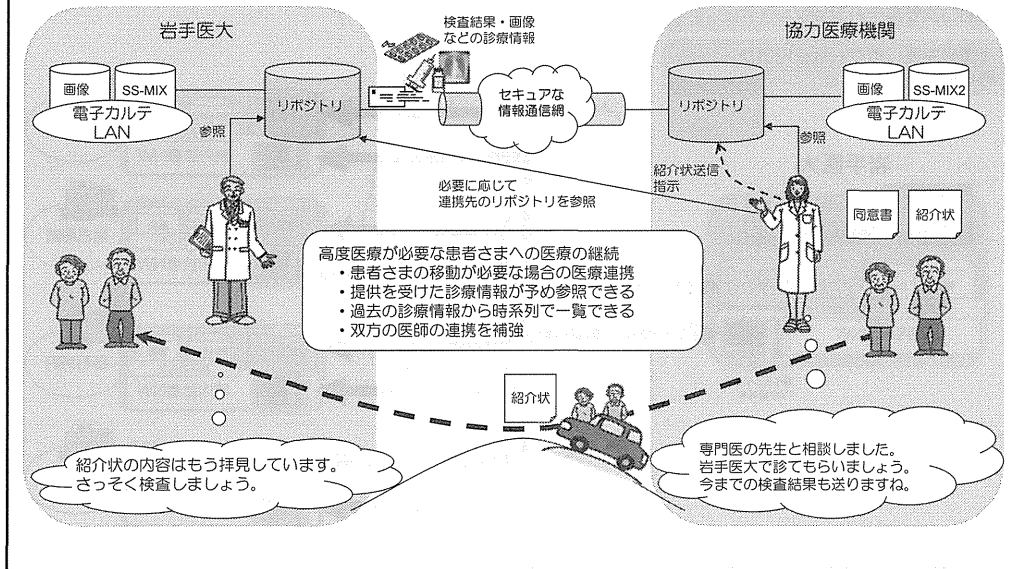 岩手医大
検査結果・画像
などの診療情報
協力医療機関
画像
SS-MIX
電子カルテ
LAN
リポジトリ
セキュアな
情報通信網
リポジトリ
画像
SS-MIX2
電子カルテ
LAN
参照
参照
紹介状送信
指示
必要に応じて
連携先のリポジトリを参照
同意書
紹介状
高度医療が必要な患者さまへの医療の継続
・患者さまの移動が必要な場合の医療連携
・提供を受けた診療情報が予め参照できる
・過去の診療情報から時系列で一覧できる
・双方の医師の連携を補強
紹介状
紹介状の内容はもう拝見しています。
さっそく検査しましょう。
専門医の先生と相談しました。
岩手医大で診てもらいましょう。
今までの検査結果も送りますね。